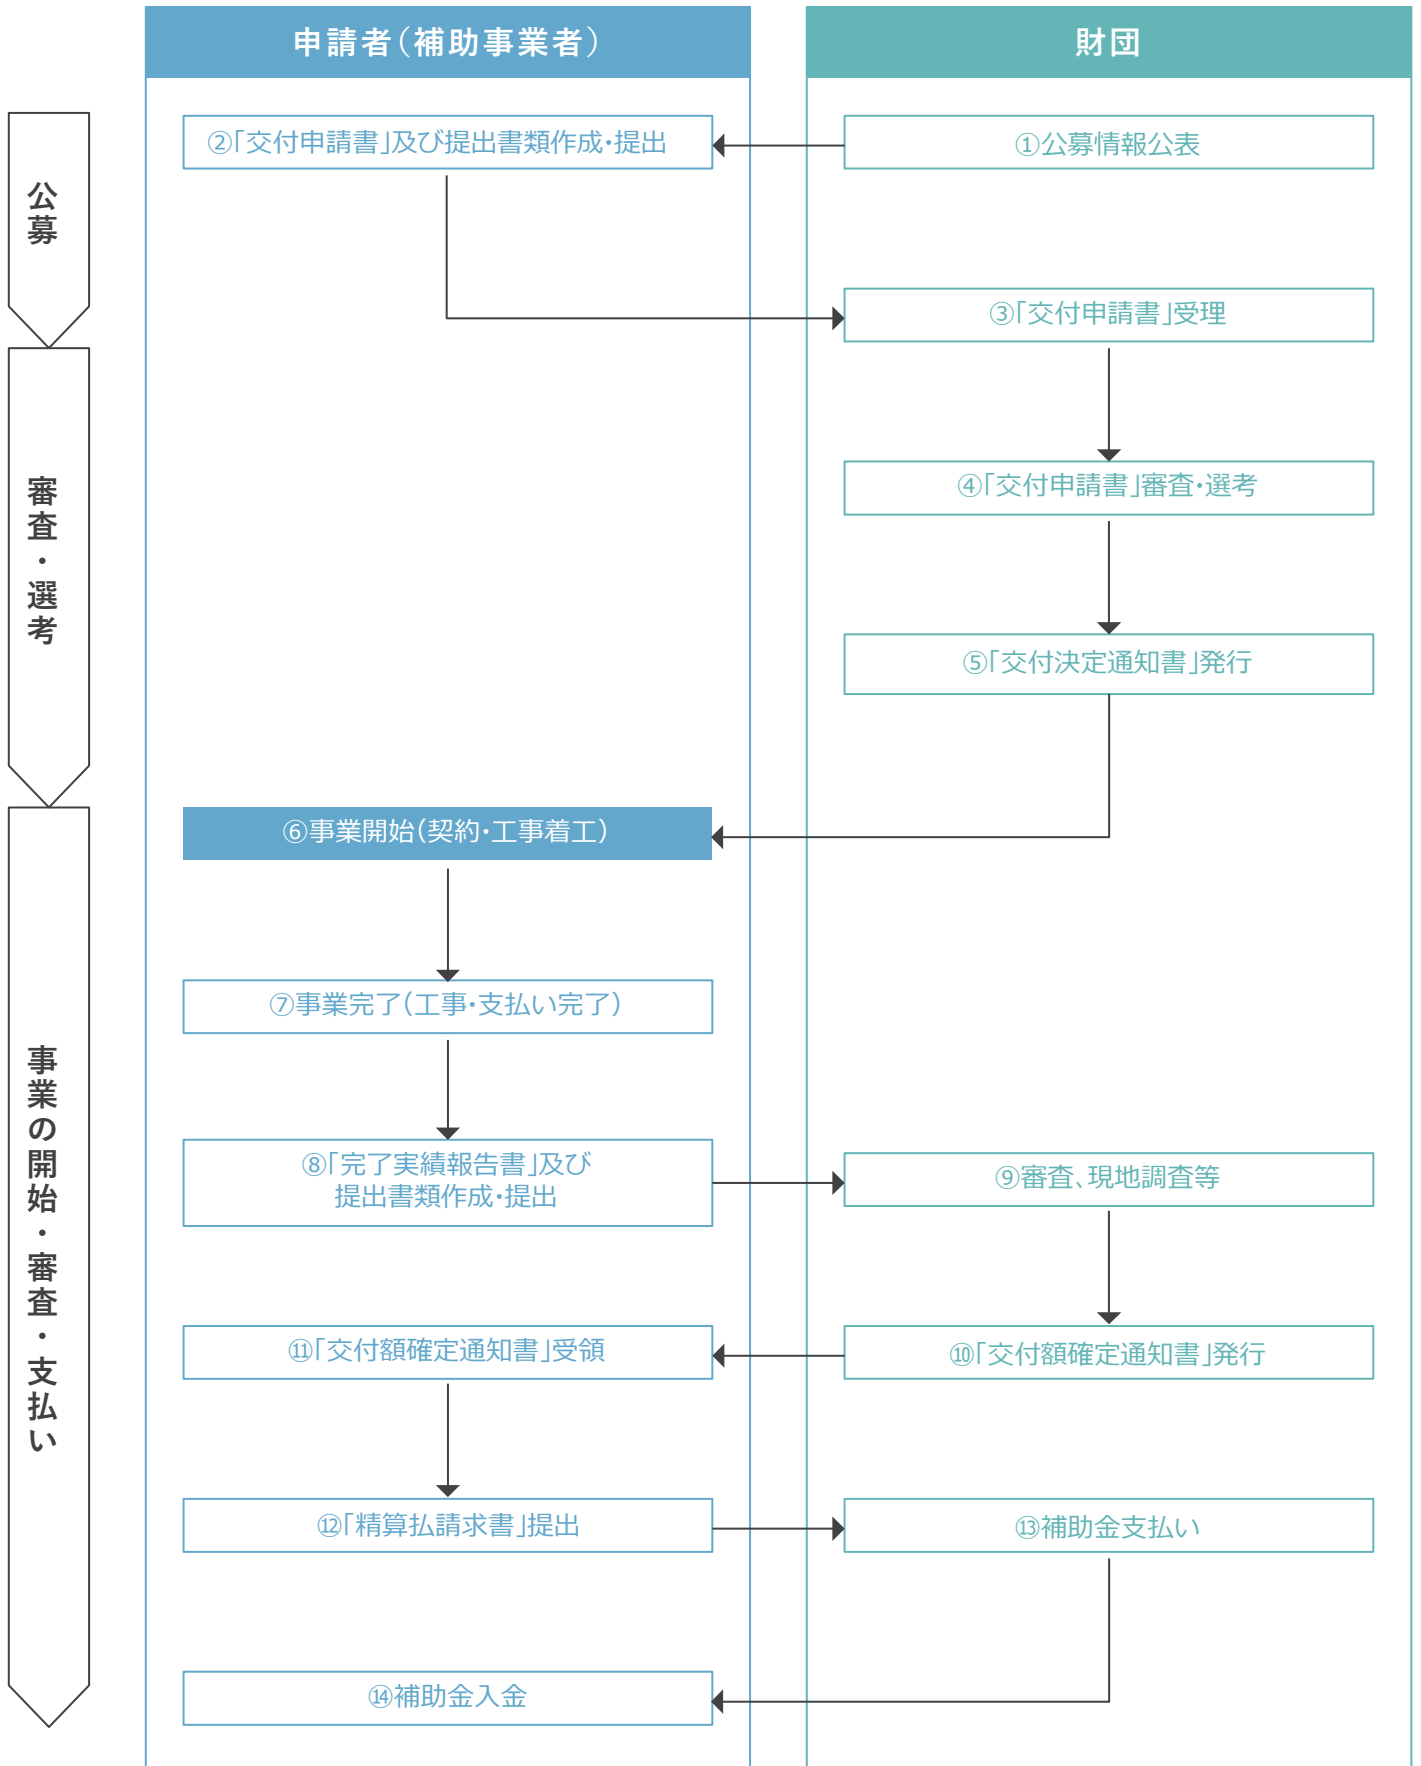 申請者（補助事業者）
財団
公募
②「交付申請書」及び提出書類作成・提出
①公募情報公表
③「交付申請書」受理
審査・選考
④「交付申請書」審査・選考
⑤「交付決定通知書」発行
事業の開始・審査・支払い
⑥事業開始（契約・工事着工）
⑦事業完了（工事・支払い完了）
⑧「完了実績報告書」及び
提出書類作成・提出
⑨審査、現地調査等
⑪「交付額確定通知書」受領
⑩「交付額確定通知書」発行
⑫「精算払請求書」提出
⑬補助金支払い
⑭補助金入金